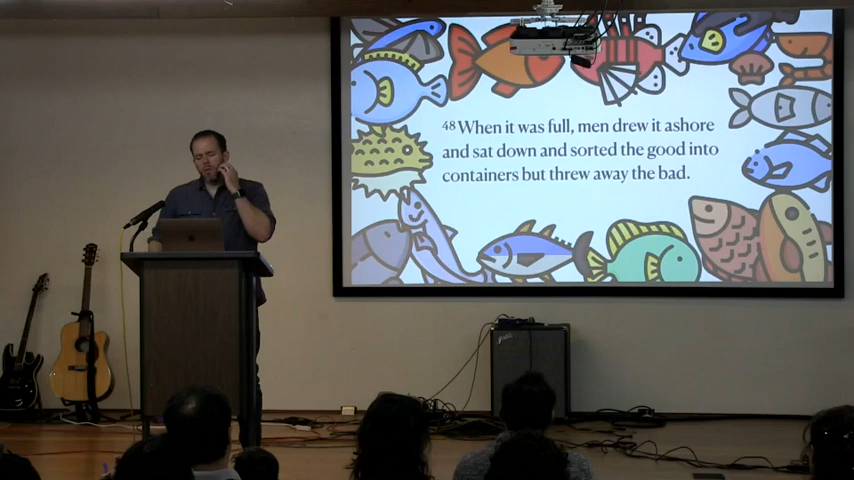 48 When it was full, men drew it ashore
and sat down and sorted the good into
containers but threw away the bad.